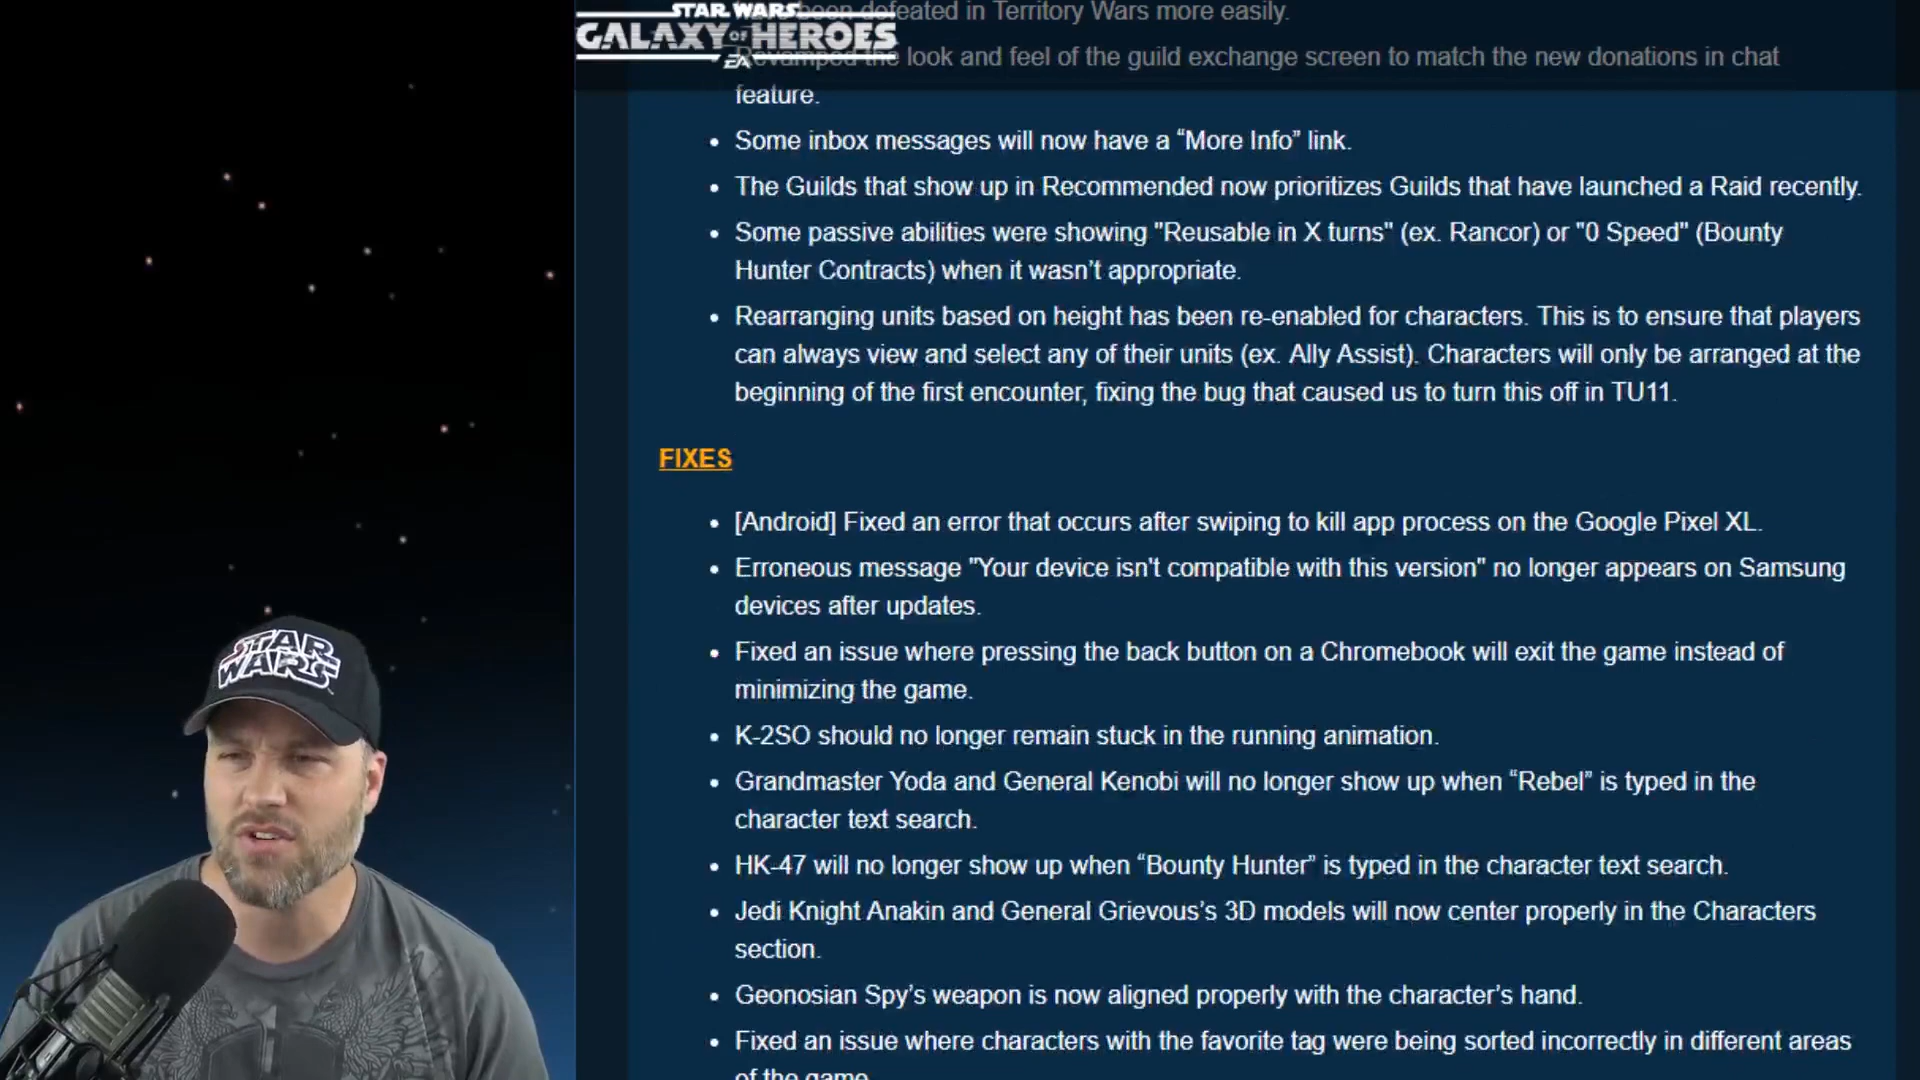 STAR WARS
GALAXY OF HEROES
EA
been defeated in Territory Wars more easily.
Revamped the look and feel of the guild exchange screen to match the new donations in chat
feature.
• Some inbox messages will now have a “More Info” link.
• The Guilds that show up in Recommended now prioritizes Guilds that have launched a Raid recently.
• Some passive abilities were showing "Reusable in X turns" (ex. Rancor) or "0 Speed" (Bounty
Hunter Contracts) when it wasn’t appropriate.
• Rearranging units based on height has been re-enabled for characters. This is to ensure that players
can always view and select any of their units (ex. Ally Assist). Characters will only be arranged at the
beginning of the first encounter, fixing the bug that caused us to turn this off in TU11.
FIXES
• [Android] Fixed an error that occurs after swiping to kill app process on the Google Pixel XL.
• Erroneous message "Your device isn't compatible with this version" no longer appears on Samsung
devices after updates.
• Fixed an issue where pressing the back button on a Chromebook will exit the game instead of
minimizing the game.
• K-2SO should no longer remain stuck in the running animation.
• Grandmaster Yoda and General Kenobi will no longer show up when “Rebel” is typed in the
character text search.
• HK-47 will no longer show up when “Bounty Hunter” is typed in the character text search.
• Jedi Knight Anakin and General Grievous’s 3D models will now center properly in the Characters
section.
• Geonosian Spy’s weapon is now aligned properly with the character’s hand.
• Fixed an issue where characters with the favorite tag were being sorted incorrectly in different areas
of the game
STAR
WARS